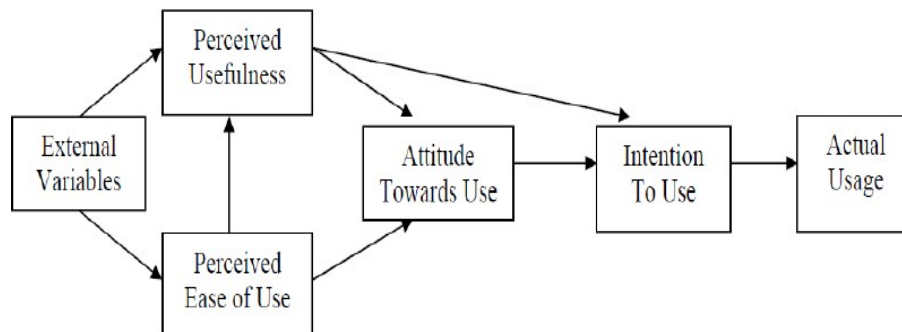 Perceived
Usefulness
External
Variables
Attitude
Towards Use
Intention
To Use
Actual
Usage
Perceived
Ease of Use